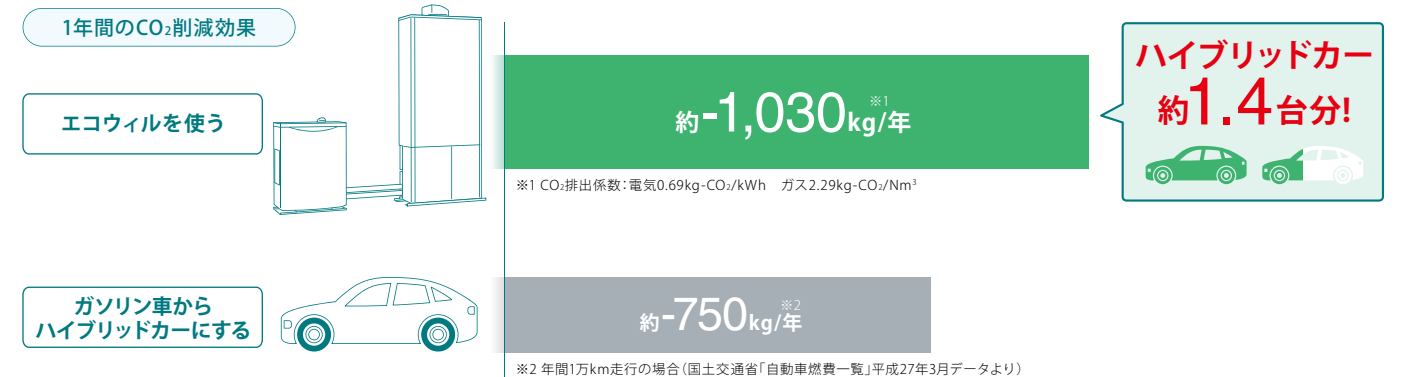 1年間のCO₂削減効果
エコウィルを使う
約-1,030kg/年※1
※1 CO₂排出係数：電気0.69kg-CO₂/kWh　ガス2.29kg-CO₂/Nm³
ハイブリッドカー
約1.4台分!
ガソリン車から
ハイブリッドカーにする
約-750kg/年※2
※2 年間1万km走行の場合（国土交通省「自動車燃費一覧」平成27年3月データより）